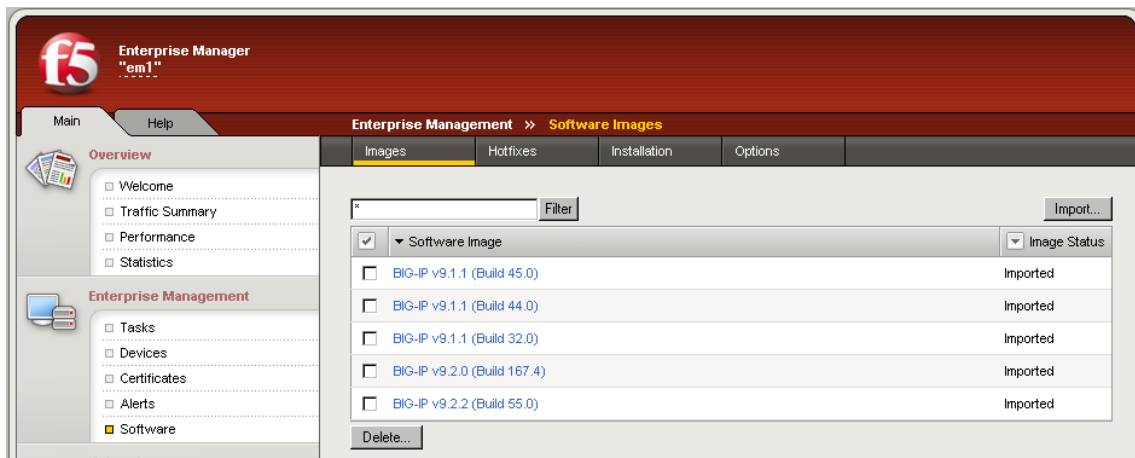 f5
Enterprise Manager
"em1"
Main
Help
Enterprise Management » Software Images
Images
Hotfixes
Installation
Options
Overview
Welcome
Traffic Summary
Performance
Statistics
Enterprise Management
Tasks
Devices
Certificates
Alerts
Software
* Filter
Import...
Software Image
Image Status
BIG-IP v9.1.1 (Build 45.0) Imported
BIG-IP v9.1.1 (Build 44.0) Imported
BIG-IP v9.1.1 (Build 32.0) Imported
BIG-IP v9.2.0 (Build 167.4) Imported
BIG-IP v9.2.2 (Build 55.0) Imported
Delete...